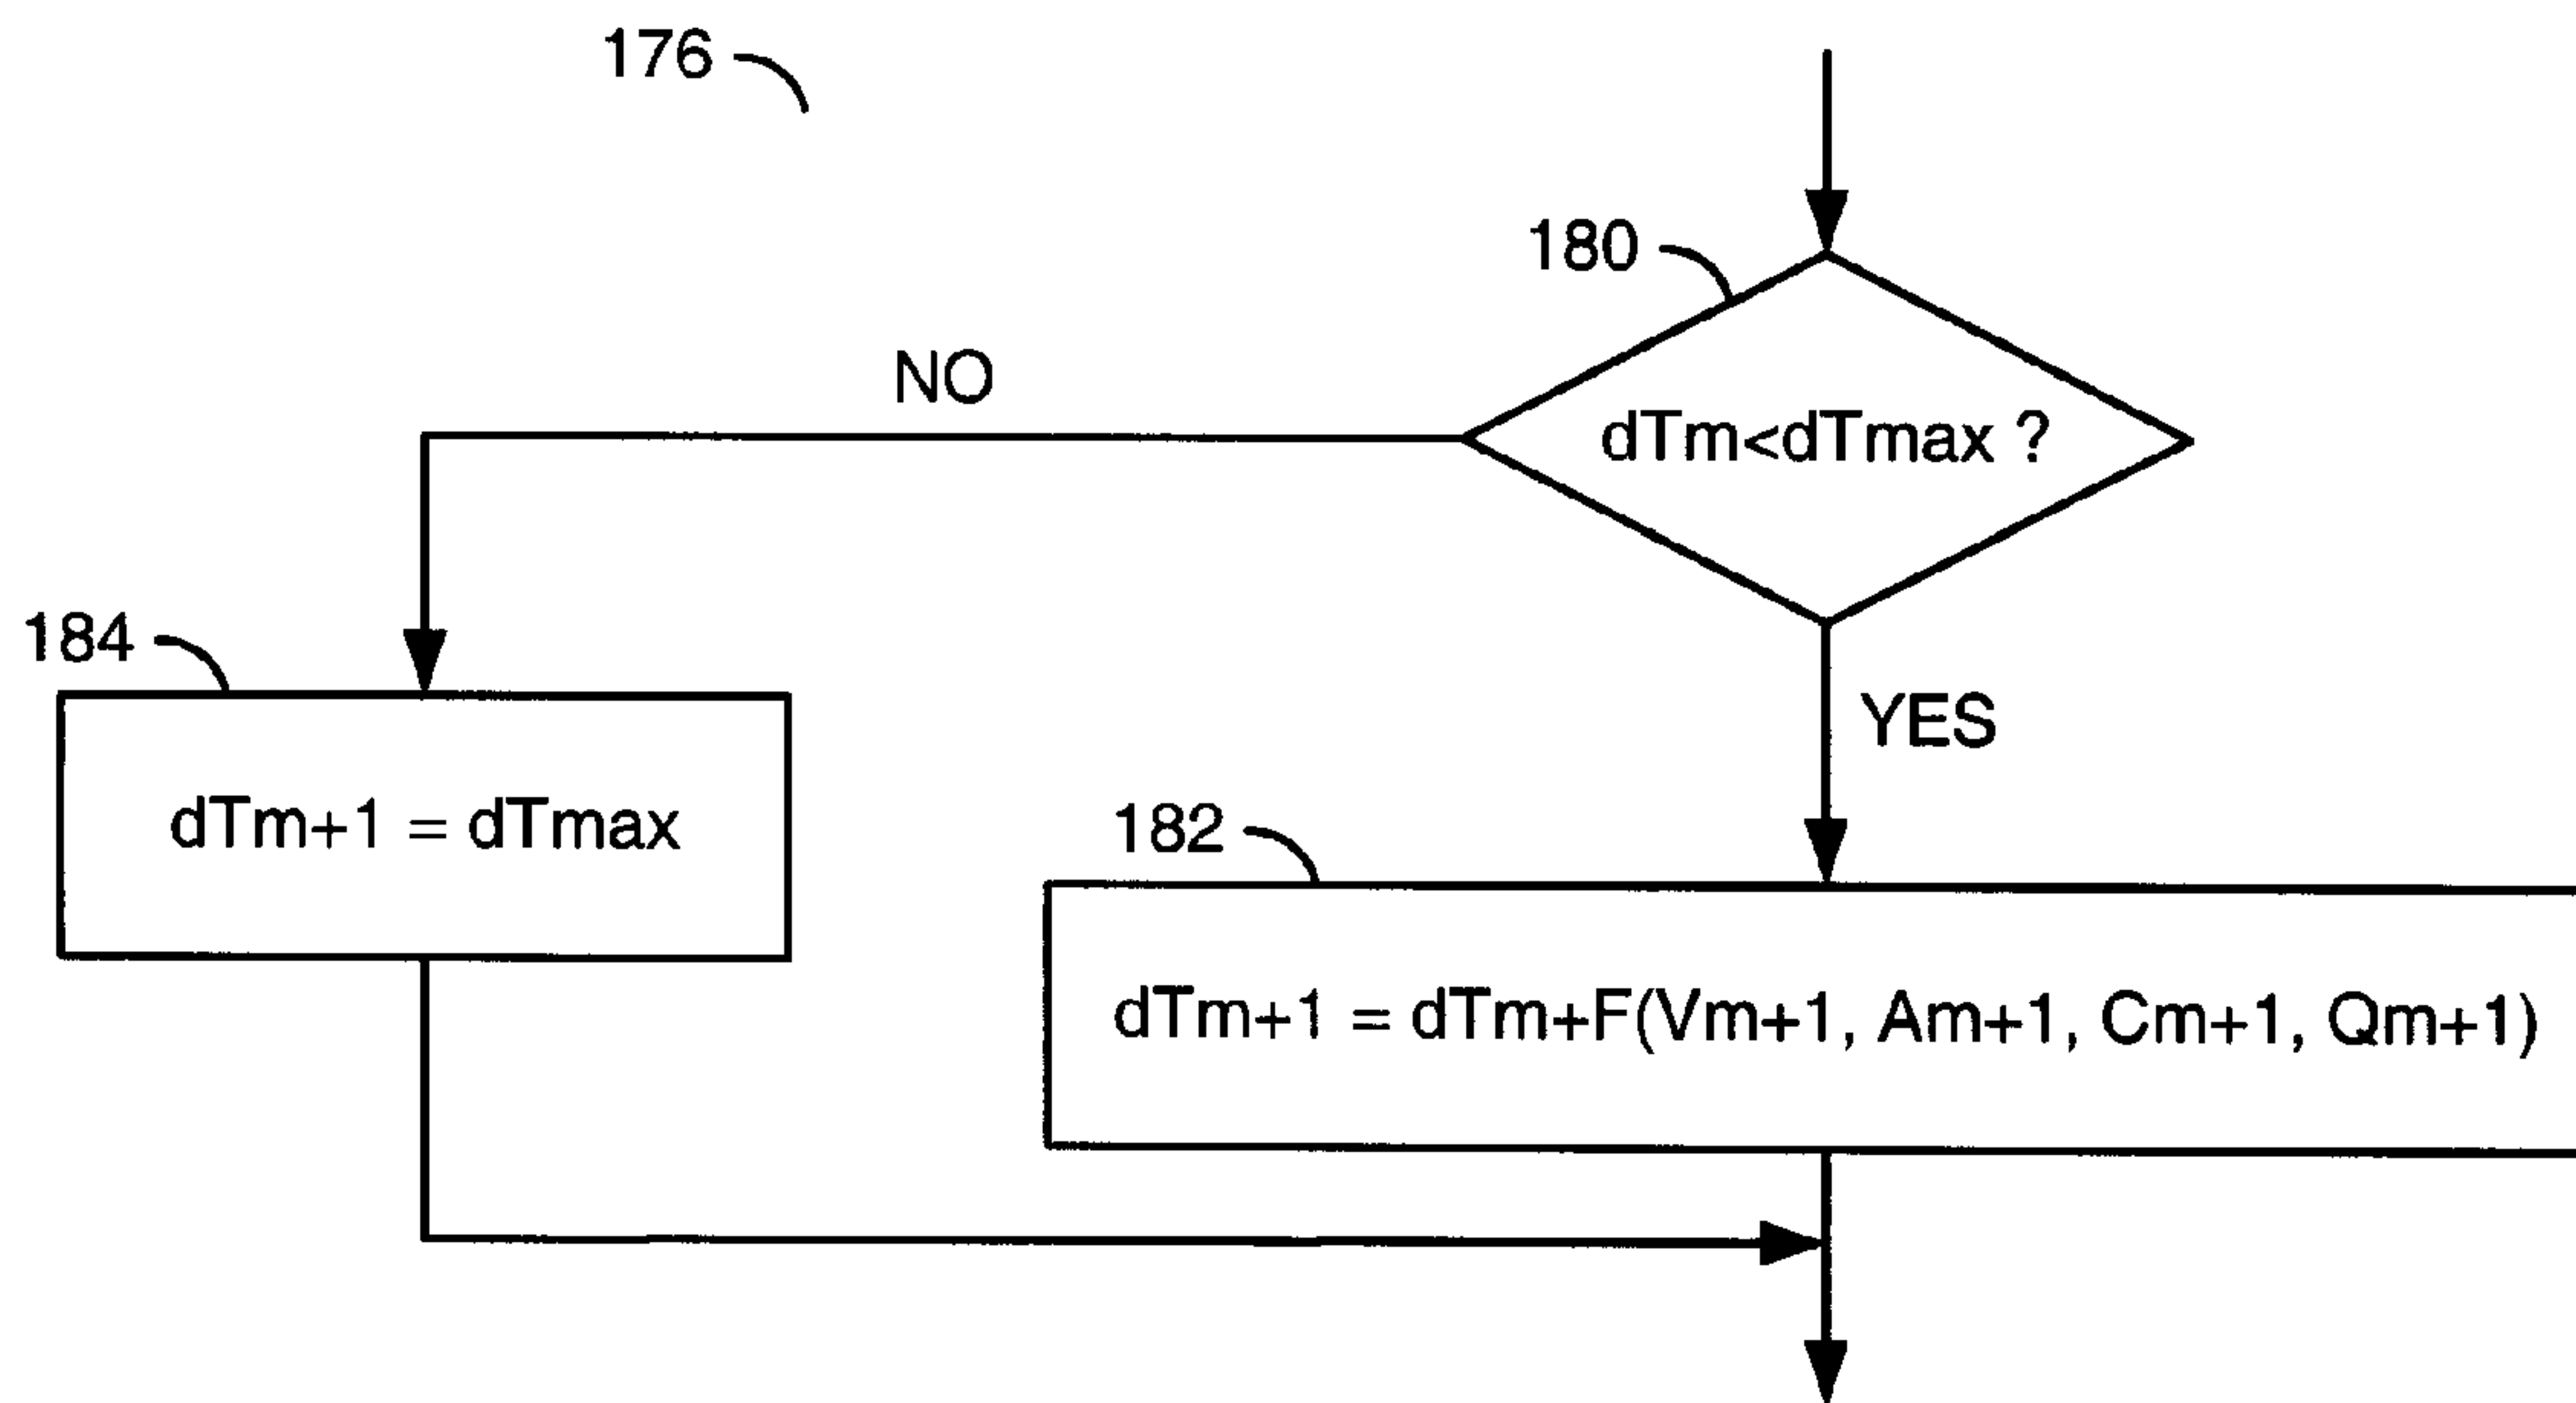 176
180
NO
dTm<dTmax ?
184
YES
dTm+1 = dTmax
182
dTm+1 = dTm+F(Vm+1, Am+1, Cm+1, Qm+1)